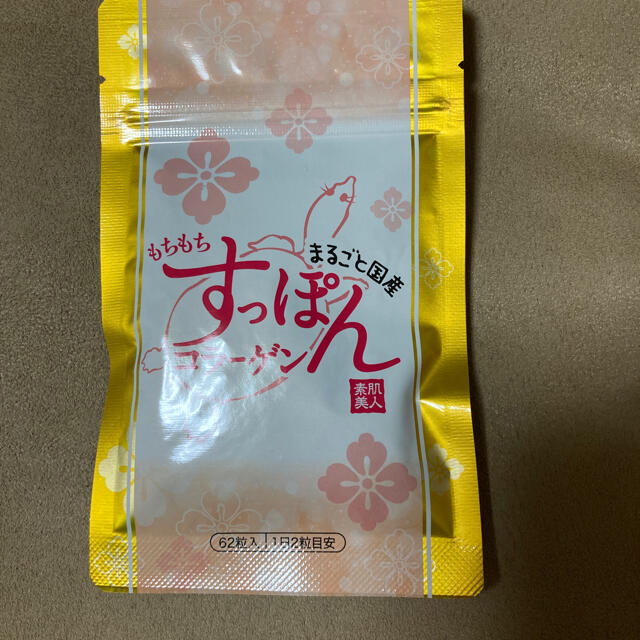 もちもち
まるごと国産
すっぽん
コラーゲン
素肌
美人
62粒入 1日2粒目安